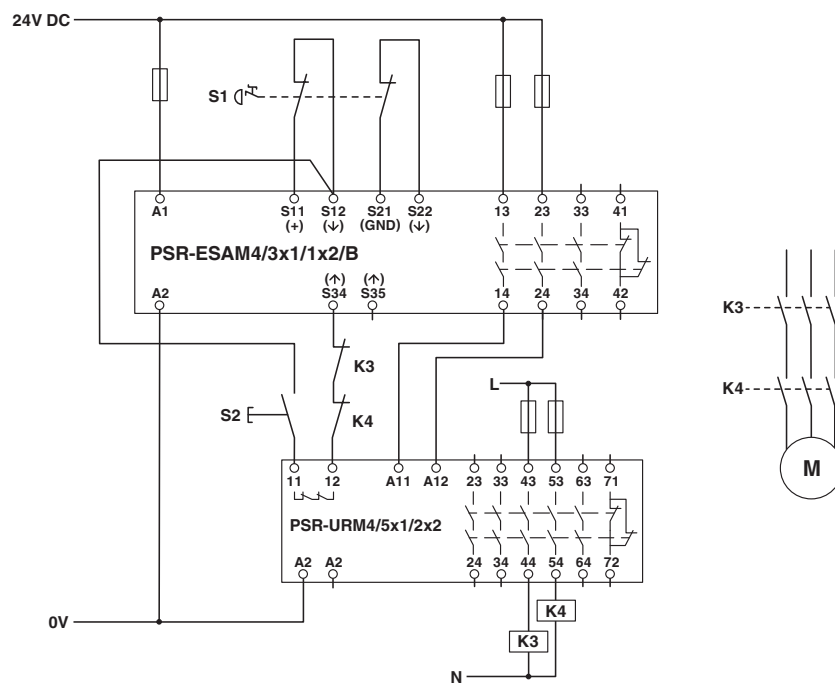 24V DC
S1
A1 S11 S12 S21 S22 13 23 33 41
(+) (↓) (GND) (↓)
PSR-ESAM4/3x1/1x2/B
(↑) (↑)
A2 S34 S35 14 24 34 42
K3
K4
S2
L
11 12 A11 A12 23 33 43 53 63 71
PSR-URM4/5x1/2x2
A2 A2 24 34 44 54 64 72
K4
K3
0V
N
K3
K4
M